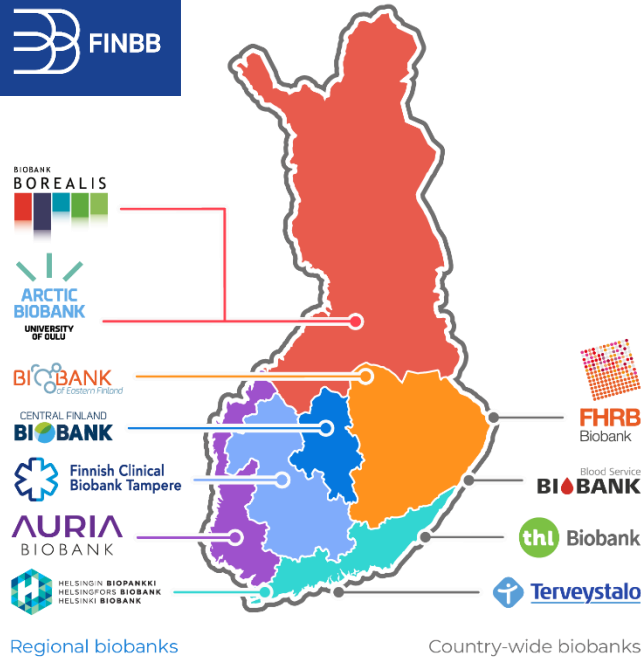 FINBB
BIOBANK
BOREALIS
ARCTIC
BIOBANK
UNIVERSITY
OF OULU
BIOBANK
of Eastern Finland
CENTRAL FINLAND
BIOBANK
Finnish Clinical
Biobank Tampere
AURIA
BIOBANK
HELSINGIN BIOPANKKI
HELSINGFORS BIOBANK
HELSINKI BIOBANK
Regional biobanks
FHRB
Biobank
Blood Service
BIOBANK
thl Biobank
Terveystalo
Country-wide biobanks